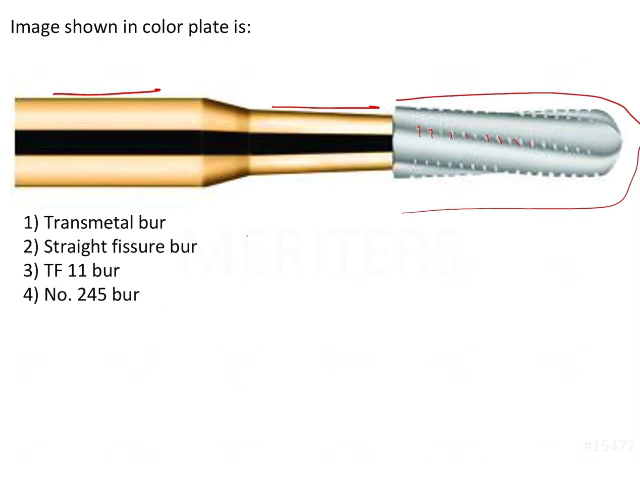 Image shown in color plate is:
1) Transmetal bur
2) Straight fissure bur
3) TF 11 bur
4) No. 245 bur
MERITERS
#15472